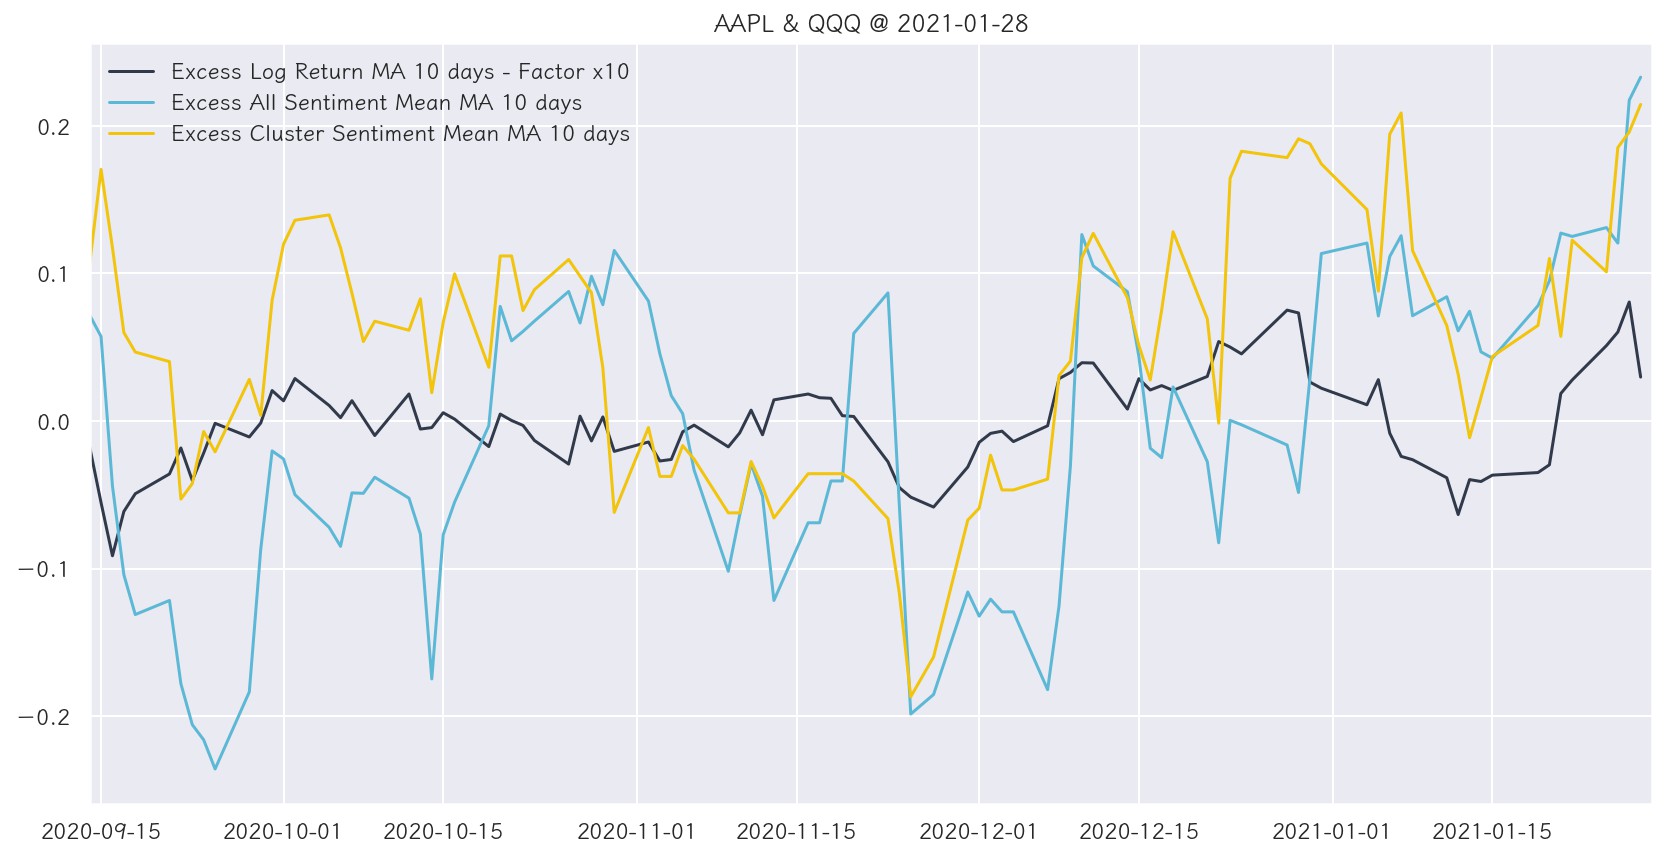 AAPL & QQQ @ 2021-01-28
Excess Log Return MA 10 days - Factor x10
Excess All Sentiment Mean MA 10 days
Excess Cluster Sentiment Mean MA 10 days
0.2
0.1
0.0
−0.1
−0.2
2020-09-15 2020-10-01 2020-10-15 2020-11-01 2020-11-15 2020-12-01 2020-12-15 2021-01-01 2021-01-15